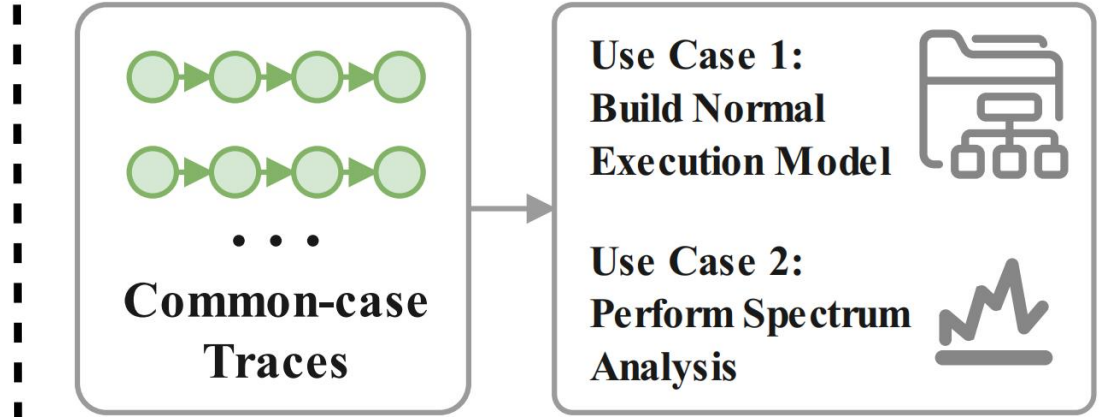 . . .
Common-case
Traces
Use Case 1:
Build Normal
Execution Model
Use Case 2:
Perform Spectrum
Analysis